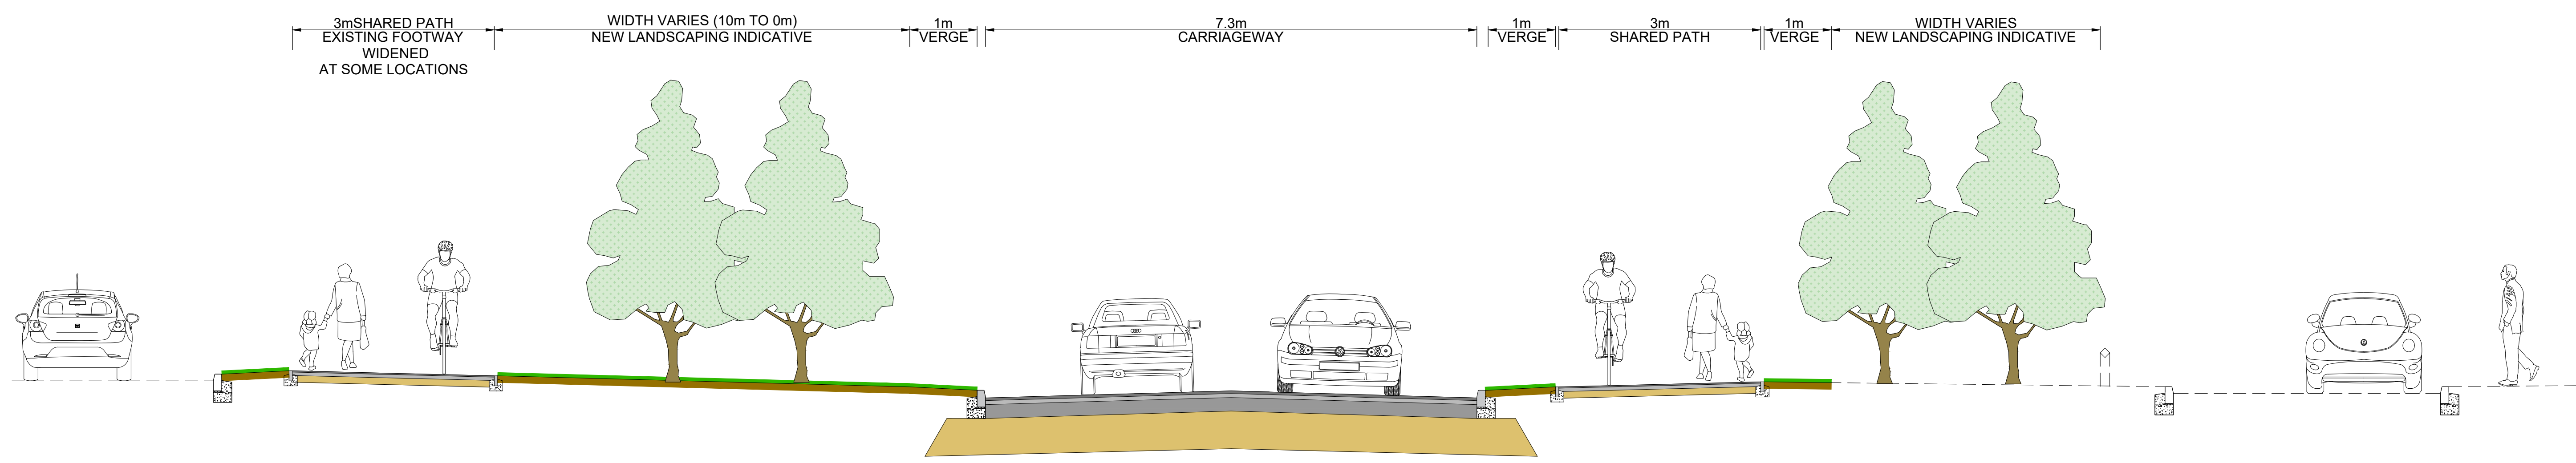 3mSHARED PATH
EXISTING FOOTWAY
WIDENED
AT SOME LOCATIONS
WIDTH VARIES (10m TO 0m)
NEW LANDSCAPING INDICATIVE
1m
VERGE
7.3m
CARRIAGEWAY
1m
VERGE
3m
SHARED PATH
1m
VERGE
WIDTH VARIES
NEW LANDSCAPING INDICATIVE